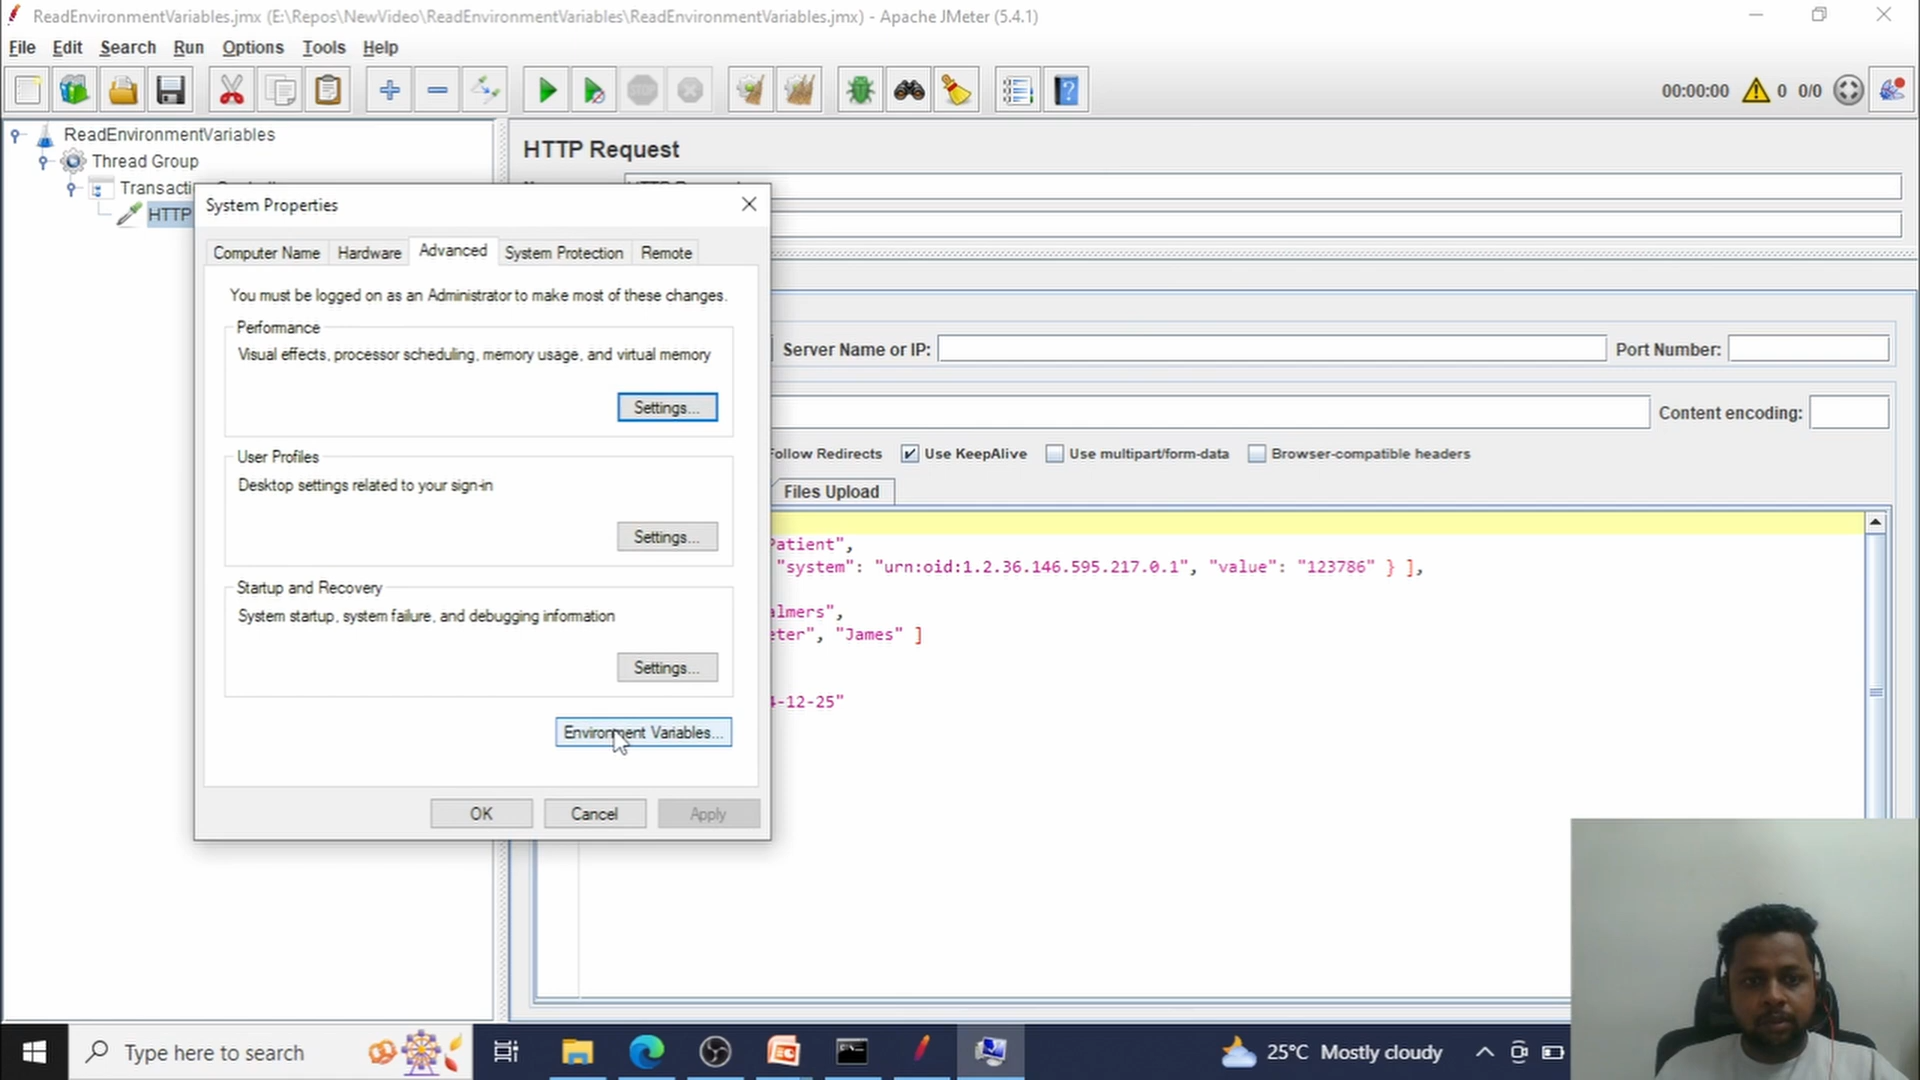 ReadEnvironmentVariables.jmx (E:\Repos\NewVideo\ReadEnvironmentVariables\ReadEnvironmentVariables.jmx) - Apache JMeter (5.4.1)
File Edit Search Run Options Tools Help
STOP
00:00:00 0 0/0
ReadEnvironmentVariables
Thread Group
HTTP
HTTP Request
System Properties
Computer Name Hardware Advanced System Protection Remote
You must be logged on as an Administrator to make most of these changes.
Performance
Visual effects, processor scheduling, memory usage, and virtual memory
Settings...
User Profiles
Desktop settings related to your sign-in
Settings...
Startup and Recovery
System startup, system failure, and debugging information
Settings...
Environment Variables...
OK Cancel Apply
Server Name or IP: Port Number:
Content encoding:
ollow Redirects Use KeepAlive Use multipart/form-data Browser-compatible headers
Files Upload
Patient",
"system": "urn:oid:1.2.36.146.595.217.0.1", "value": "123786" } ],
almers",
eter", "James" ]
4-12-25"
Type here to search
25°C Mostly cloudy